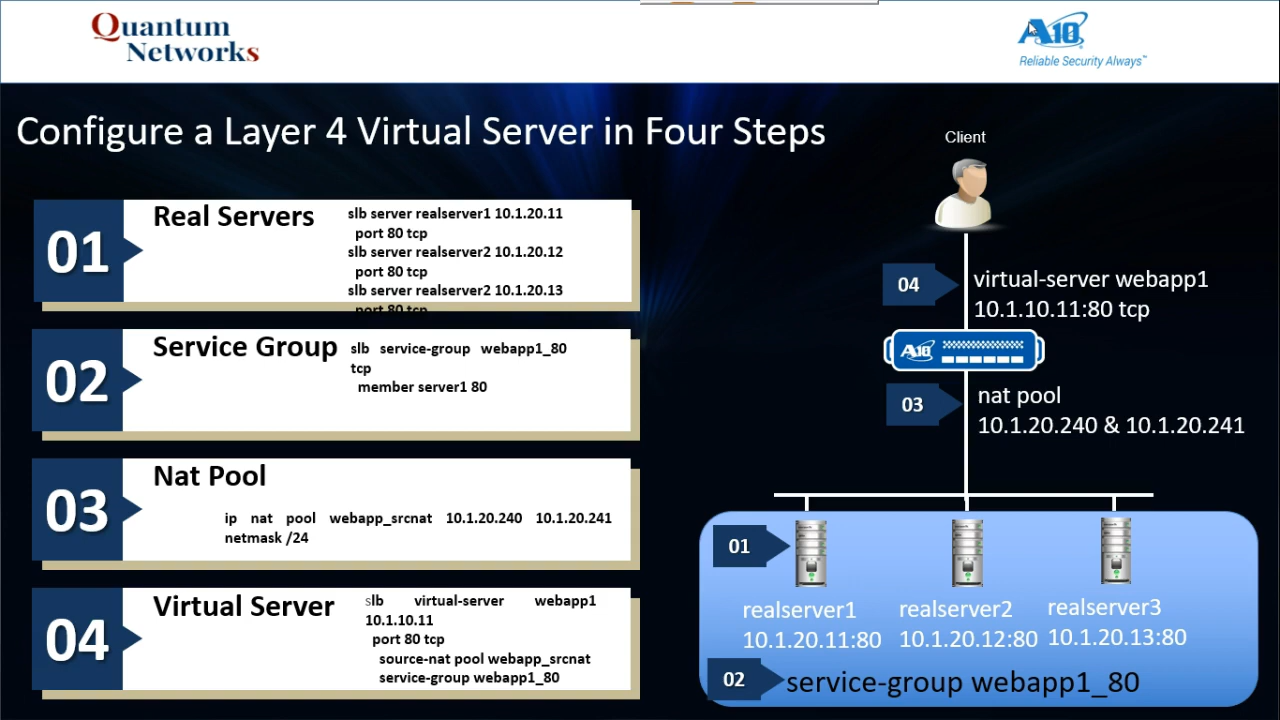 Quantum
Networks
A10
Reliable Security Always™
Configure a Layer 4 Virtual Server in Four Steps
Client
01
Real Servers
slb server realserver1 10.1.20.11
port 80 tcp
slb server realserver2 10.1.20.12
port 80 tcp
slb server realserver2 10.1.20.13
port 80 tcp
02
Service Group
slb service-group webapp1_80
tcp
member server1 80
03
Nat Pool
ip nat pool webapp_srcnat 10.1.20.240 10.1.20.241
netmask /24
04
Virtual Server
slb virtual-server webapp1
10.1.10.11
port 80 tcp
source-nat pool webapp_srcnat
service-group webapp1_80
04
virtual-server webapp1
10.1.10.11:80 tcp
A10
03
nat pool
10.1.20.240 & 10.1.20.241
01
realserver1
10.1.20.11:80
realserver2
10.1.20.12:80
realserver3
10.1.20.13:80
02
service-group webapp1_80